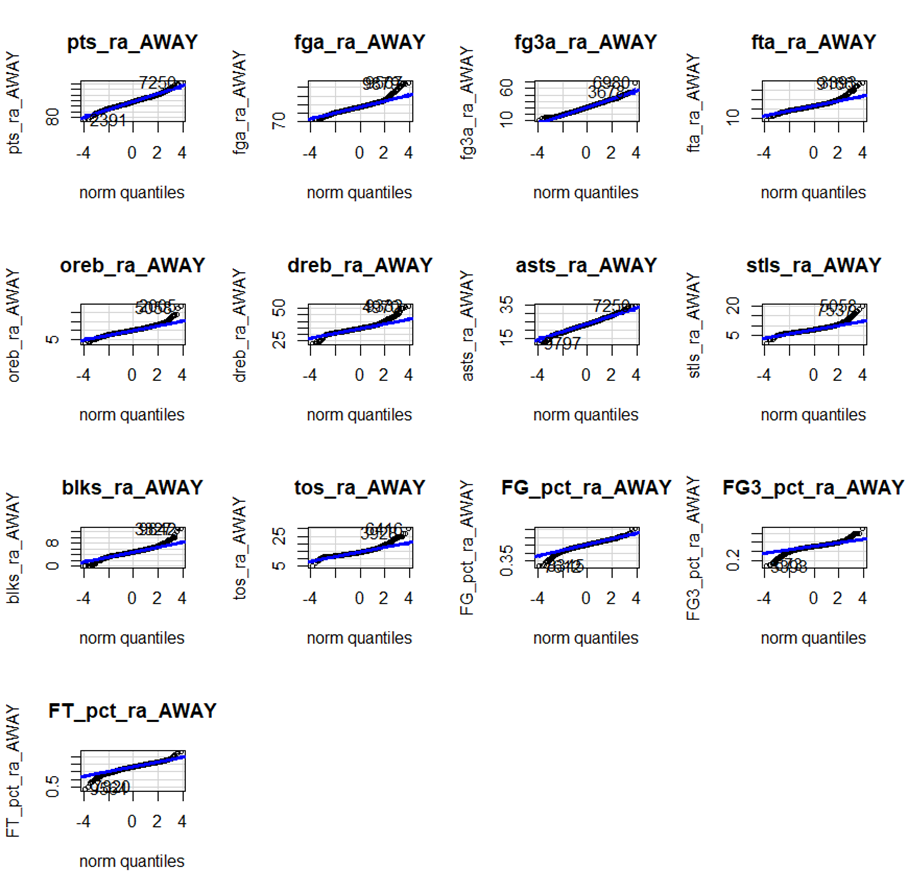 pts_ra_AWAY
fga_ra_AWAY
fg3a_ra_AWAY
fta_ra_AWAY
pts_ra_AWAY
80
7250
2391
-4 0 2 4
norm quantiles
fga_ra_AWAY
70
-4 0 2 4
norm quantiles
fg3a_ra_AWAY
10 60
6980
3678
-4 0 2 4
norm quantiles
fta_ra_AWAY
10
-4 0 2 4
norm quantiles
oreb_ra_AWAY
dreb_ra_AWAY
asts_ra_AWAY
stls_ra_AWAY
oreb_ra_AWAY
5
-4 0 2 4
norm quantiles
dreb_ra_AWAY
25 50
-4 0 2 4
norm quantiles
asts_ra_AWAY
15 35
7250
9797
-4 0 2 4
norm quantiles
stls_ra_AWAY
5 20
-4 0 2 4
norm quantiles
blks_ra_AWAY
tos_ra_AWAY
FG_pct_ra_AWAY
FG3_pct_ra_AWAY
blks_ra_AWAY
0 8
-4 0 2 4
norm quantiles
tos_ra_AWAY
5 25
-4 0 2 4
norm quantiles
FG_pct_ra_AWAY
0.35
-4 0 2 4
norm quantiles
FG3_pct_ra_AWAY
0.2
-4 0 2 4
norm quantiles
FT_pct_ra_AWAY
FT_pct_ra_AWAY
0.5
-4 0 2 4
norm quantiles